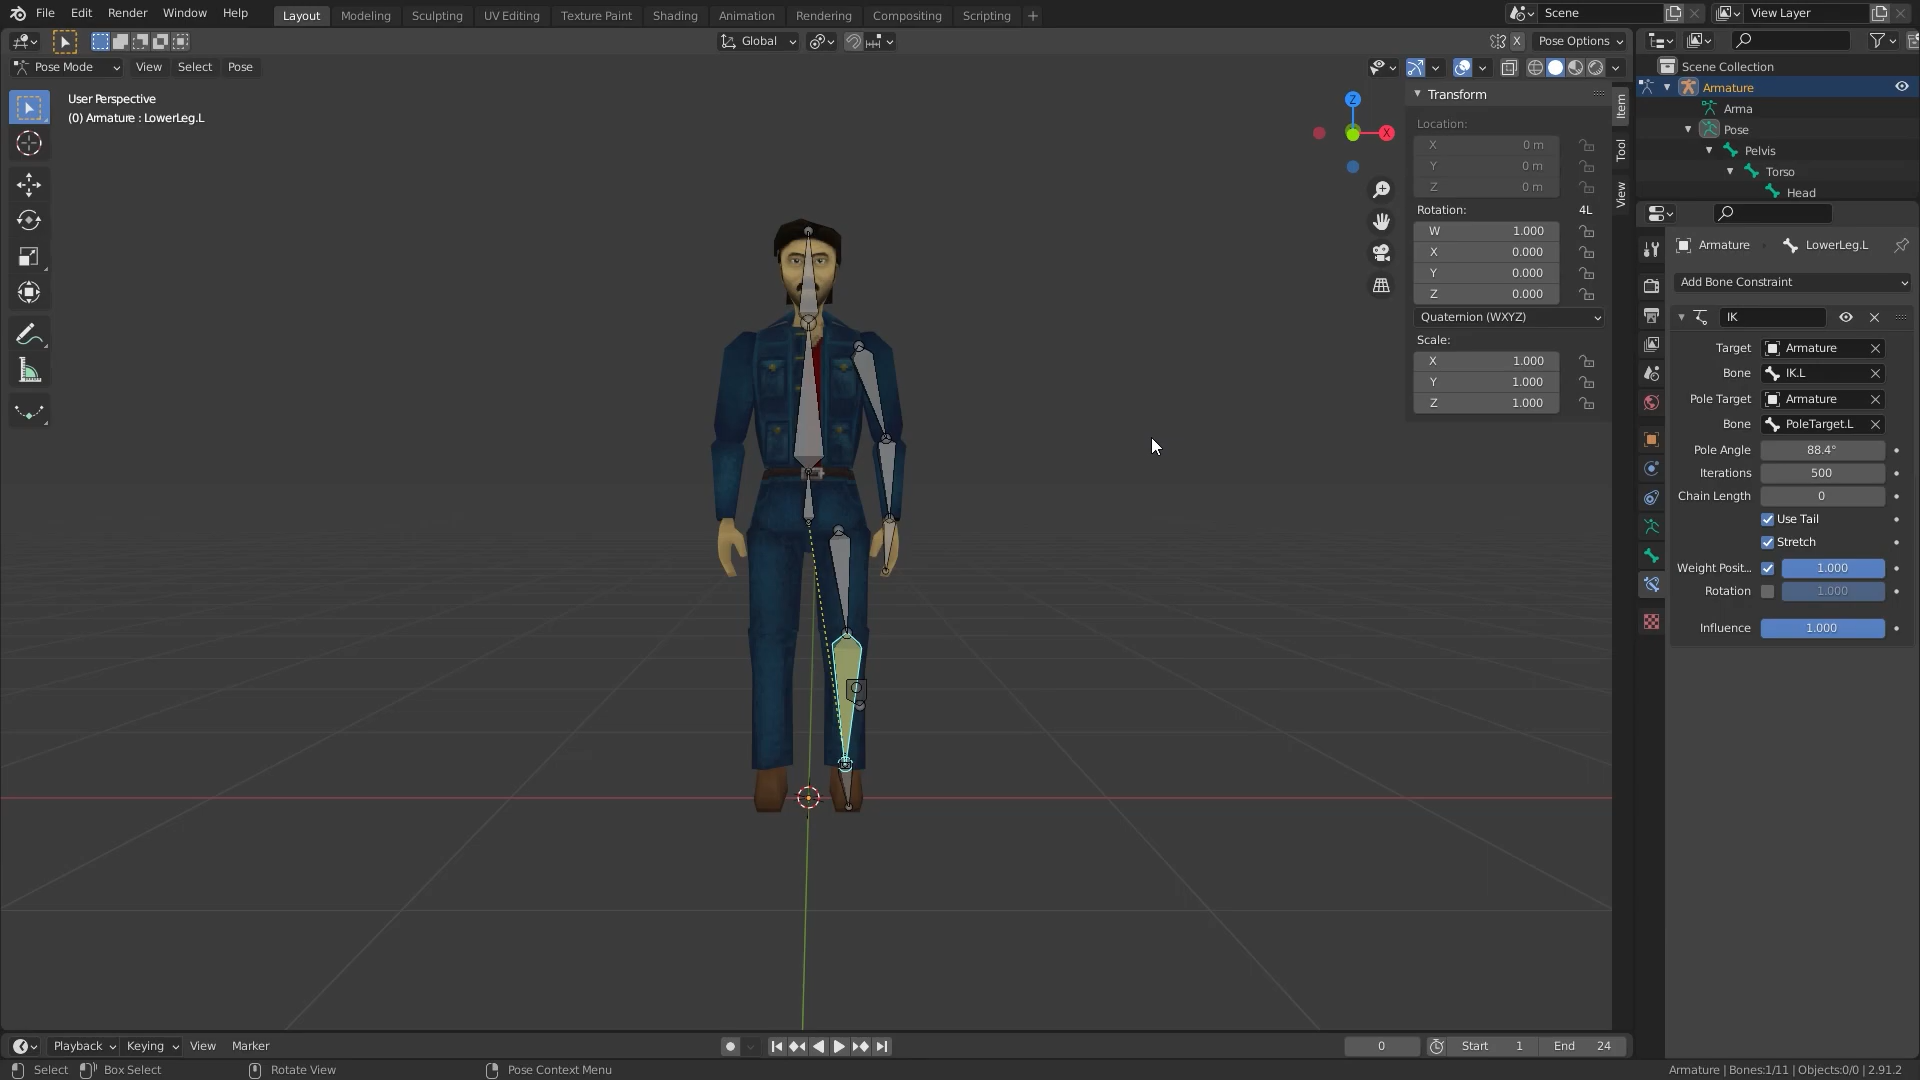 File Edit Render Window Help Layout Modeling Sculpting UV Editing Texture Paint Shading Animation Rendering Compositing Scripting + Scene View Layer
Global X Pose Options
Pose Mode View Select Pose
User Perspective
(0) Armature : LowerLeg.L
Z
X
Transform
Location:
X 0 m
Y 0 m
Z 0 m
Rotation: 4L
W 1.000
X 0.000
Y 0.000
Z 0.000
Quaternion (WXYZ)
Scale:
X 1.000
Y 1.000
Z 1.000
Item
Tool
View
Scene Collection
Armature
Arma
Pose
Pelvis
Torso
Head
Armature LowerLeg.L
Add Bone Constraint
IK
Target Armature
Bone IK.L
Pole Target Armature
Bone PoleTarget.L
Pole Angle 88.4°
Iterations 500
Chain Length 0
Use Tail
Stretch
Weight Posit... 1.000
Rotation 1.000
Influence 1.000
Playback Keying View Marker 0 Start 1 End 24
Select Box Select Rotate View Pose Context Menu Armature | Bones:1/11 | Objects:0/0 | 2.91.2